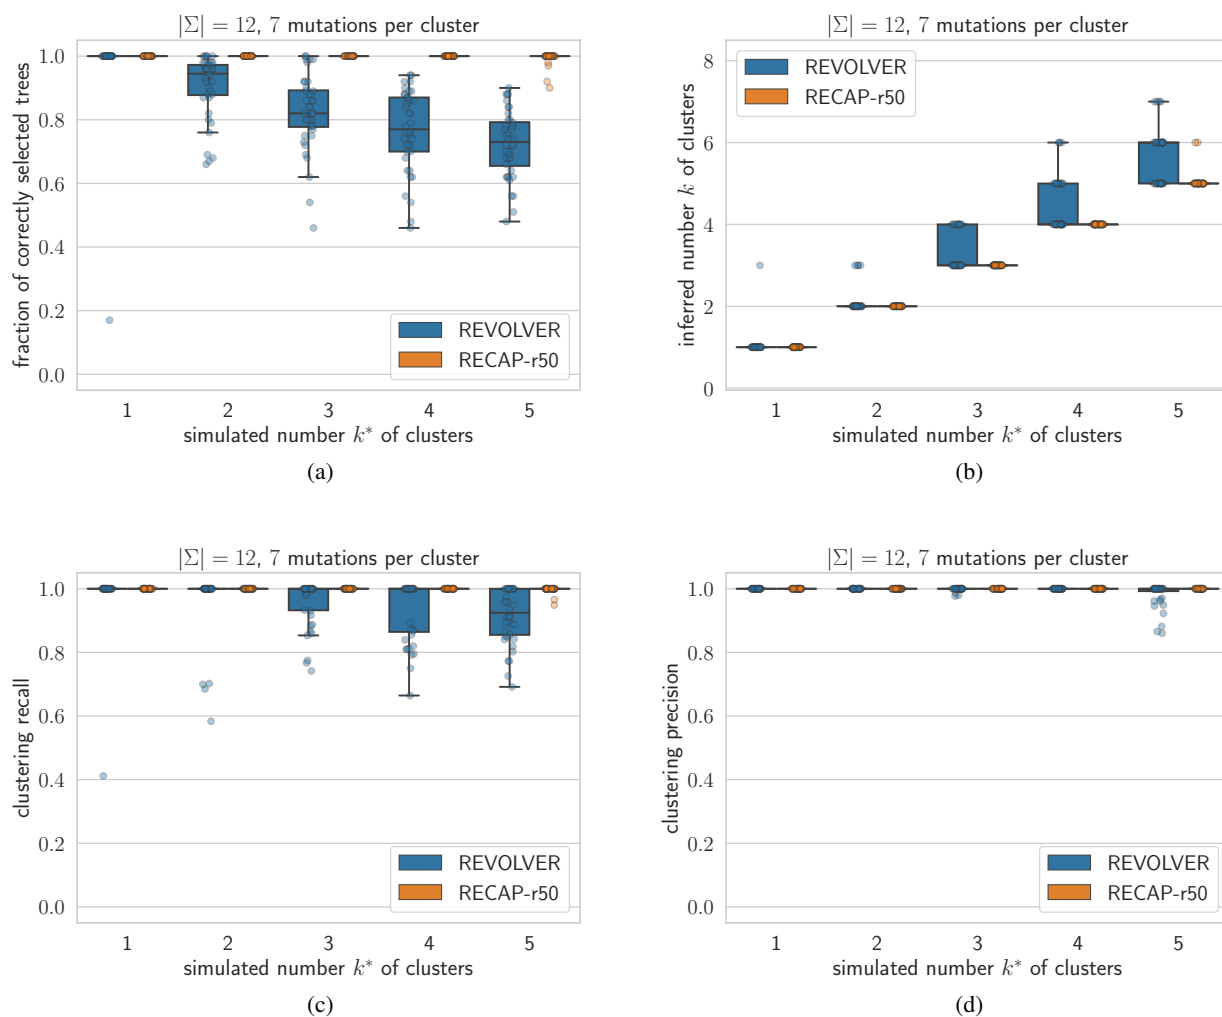 |Σ| = 12, 7 mutations per cluster
fraction of correctly selected trees
1.0
0.8
0.6
0.4
0.2
0.0
REVOLVER
RECAP-r50
1 2 3 4 5
simulated number k* of clusters
(a)
|Σ| = 12, 7 mutations per cluster
inferred number k of clusters
8
6
4
2
0
REVOLVER
RECAP-r50
1 2 3 4 5
simulated number k* of clusters
(b)
|Σ| = 12, 7 mutations per cluster
clustering recall
1.0
0.8
0.6
0.4
0.2
0.0
REVOLVER
RECAP-r50
1 2 3 4 5
simulated number k* of clusters
(c)
|Σ| = 12, 7 mutations per cluster
clustering precision
1.0
0.8
0.6
0.4
0.2
0.0
REVOLVER
RECAP-r50
1 2 3 4 5
simulated number k* of clusters
(d)